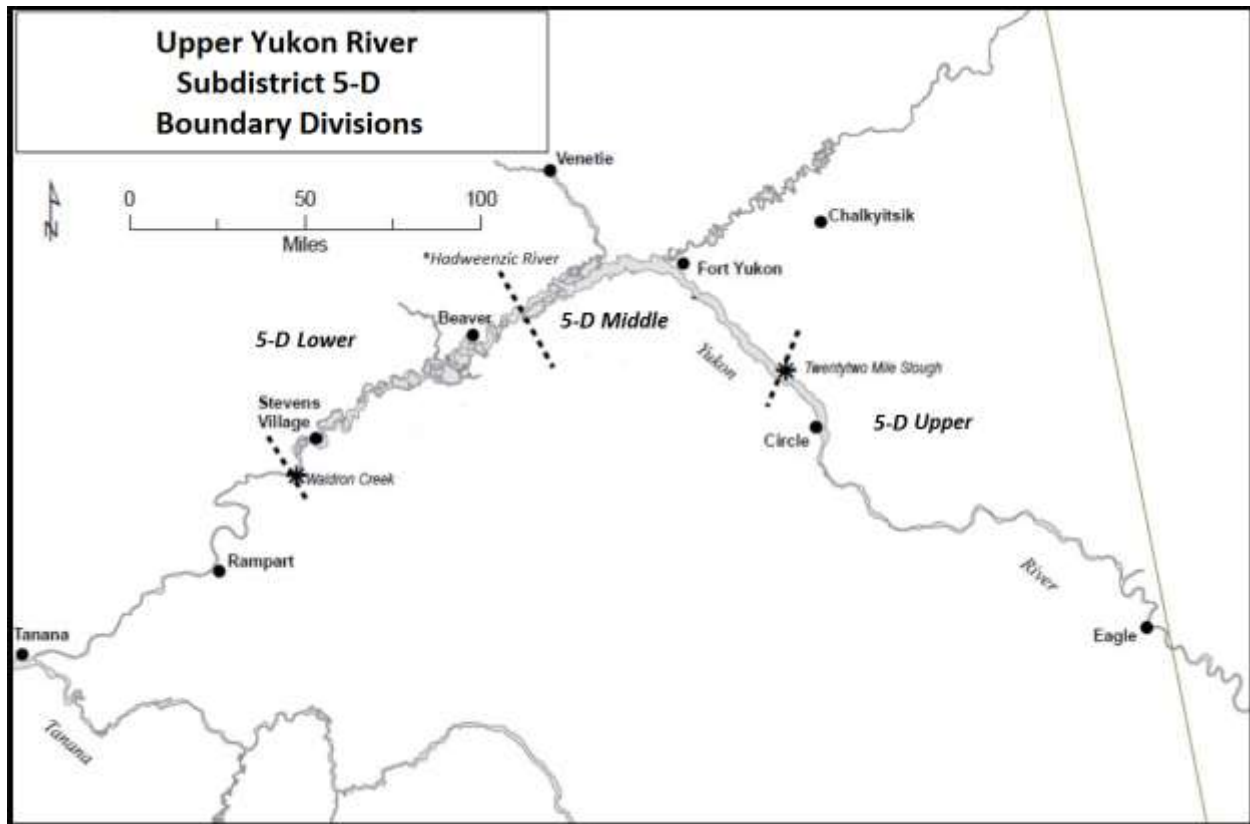 Upper Yukon River
Subdistrict 5-D
Boundary Divisions
Venetie
0 50 100
Miles
N
Chalkyitsik
*Hadweenzic River
Fort Yukon
Beaver
5-D Middle
5-D Lower
Yukon
Twentytwo Mile Slough
Stevens
Village
5-D Upper
Circle
Waldron Creek
Rampart
River
Tanana
Eagle
Tanana